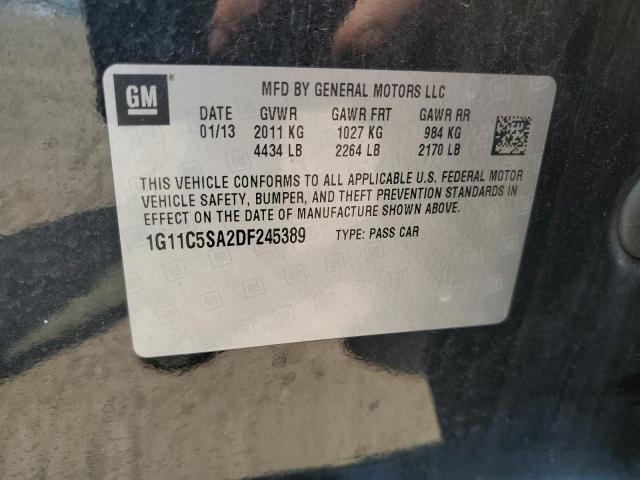 GM
MFD BY GENERAL MOTORS LLC
DATE GVWR GAWR FRT GAWR RR
01/13 2011 KG 1027 KG 984 KG
4434 LB 2264 LB 2170 LB
THIS VEHICLE CONFORMS TO ALL APPLICABLE U.S. FEDERAL MOTOR
VEHICLE SAFETY, BUMPER, AND THEFT PREVENTION STANDARDS IN
EFFECT ON THE DATE OF MANUFACTURE SHOWN ABOVE.
1G11C5SA2DF245389 TYPE: PASS CAR